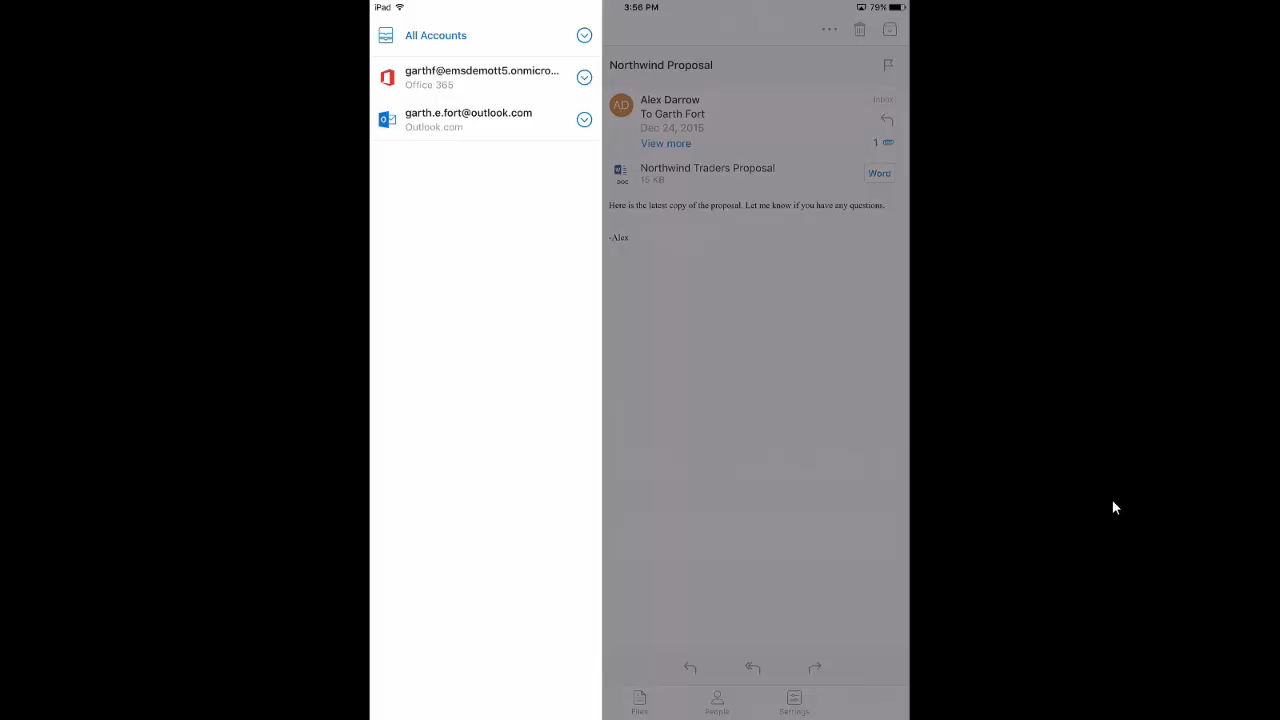 iPad
All Accounts
garthf@emsdemott5.onmicro...
Office 365
garth.e.fort@outlook.com
Outlook.com
3:56 PM
79%
Northwind Proposal
AD
Alex Darrow
Inbox
To Garth Fort
Dec 24, 2015
View more
1
Northwind Traders Proposal
15 KB
DOC
Word
Here is the latest copy of the proposal. Let me know if you have any questions.
-Alex
Files
People
Settings